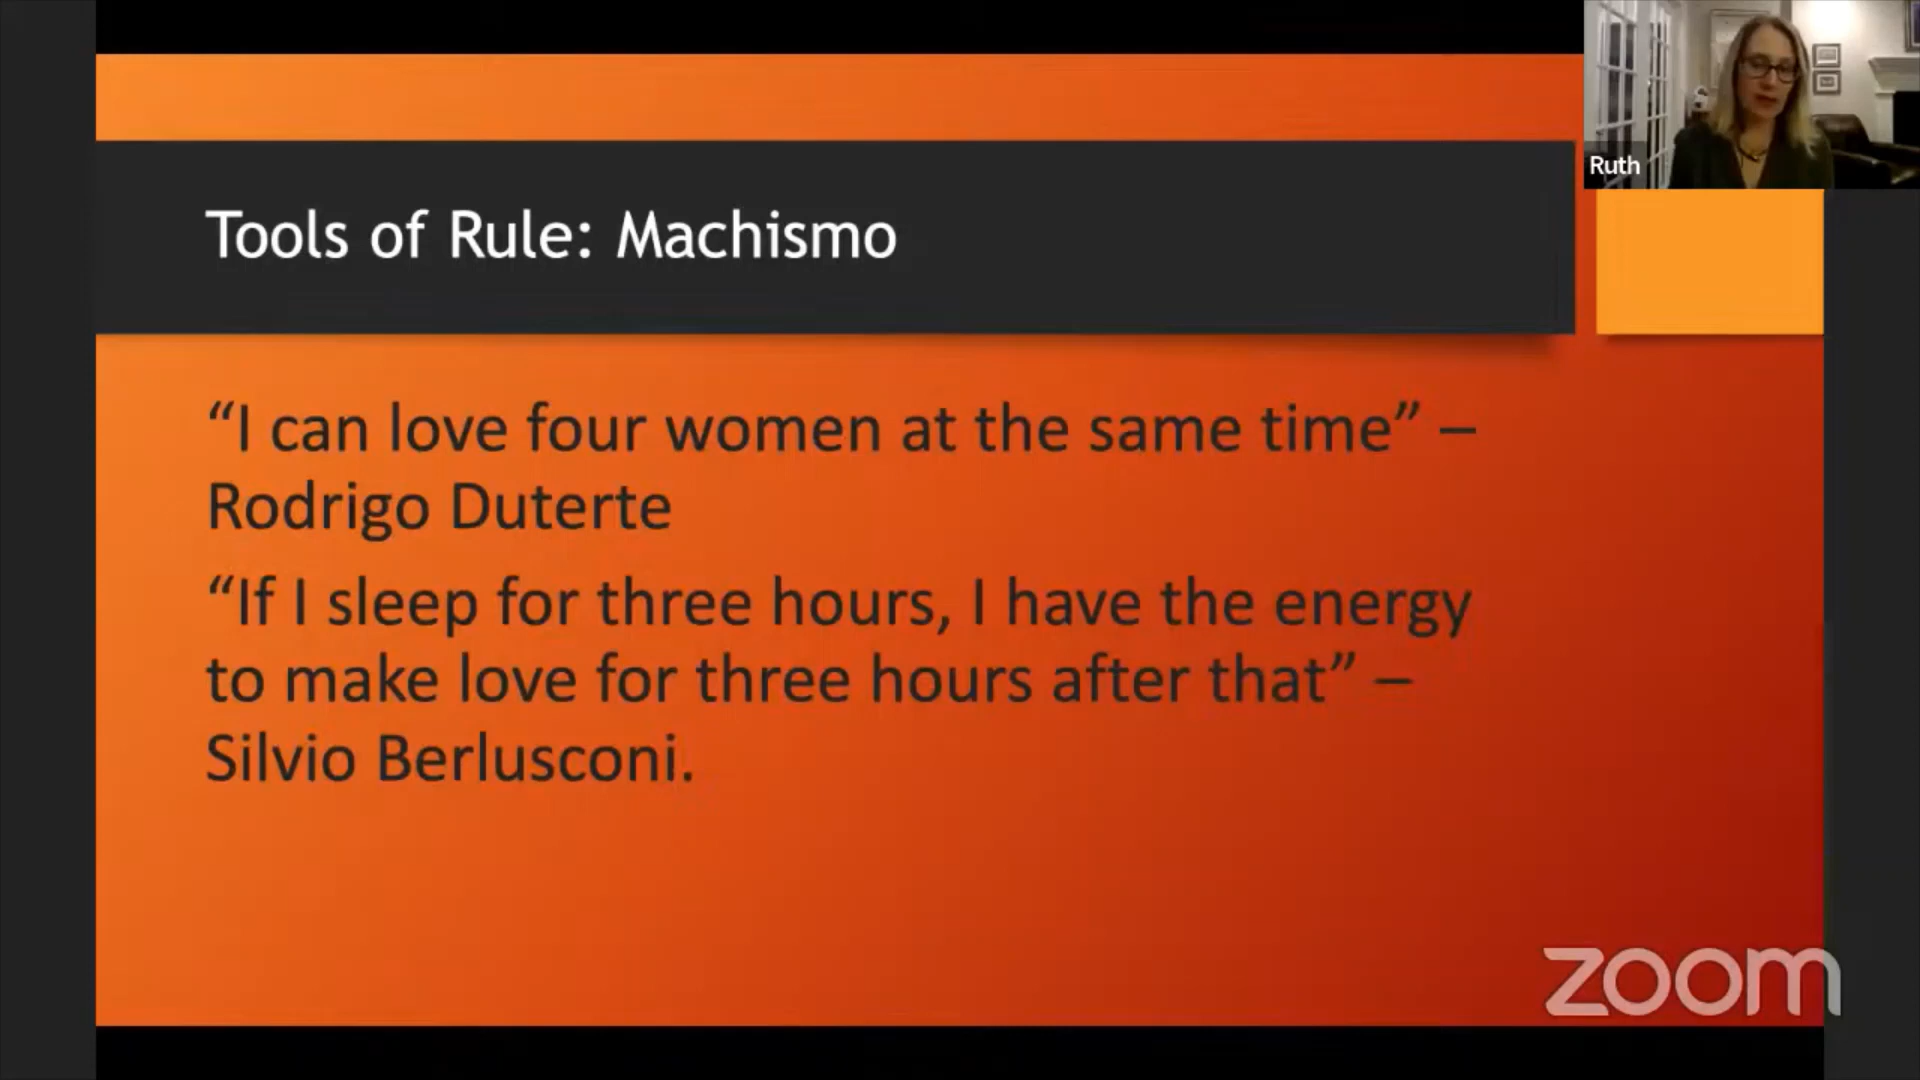 Ruth
Tools of Rule: Machismo
“I can love four women at the same time” –
Rodrigo Duterte
“If I sleep for three hours, I have the energy
to make love for three hours after that” –
Silvio Berlusconi.
zoom